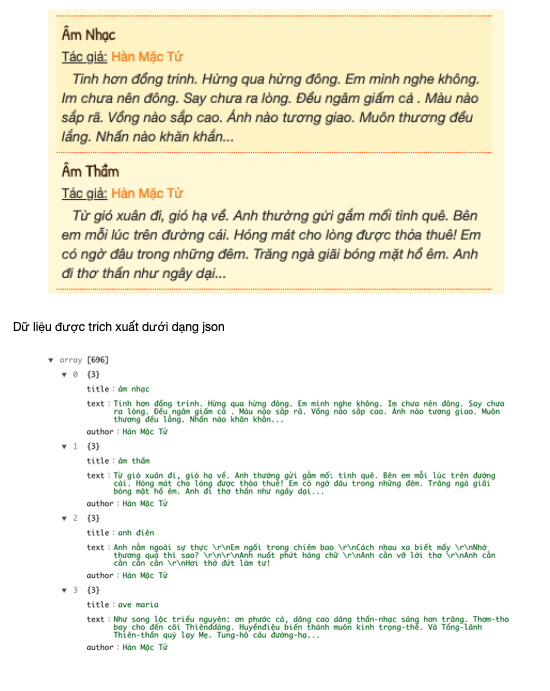 Âm Nhạc
Tác giả: Hàn Mặc Tử
Tinh hơn đồng trinh. Hừng qua hừng đông. Em mình nghe không.
Im chưa nên đông. Say chưa ra lòng. Đều ngâm giấm cả . Màu nào
sắp rã. Vồng nào sắp cao. Ánh nào tương giao. Muôn thương đều
lắng. Nhấn nào khăn khẳn...
Âm Thầm
Tác giả: Hàn Mặc Tử
Từ gió xuân đi, gió hạ về. Anh thường gửi gắm mối tình quê. Bên
em mỗi lúc trên đường cái. Hóng mát cho lòng được thỏa thuê! Em
có ngờ đâu trong những đêm. Trăng ngà giãi bóng mặt hồ êm. Anh
đi thơ thẩn như ngây dại...
Dữ liệu được trích xuất dưới dạng json
▼ array [696]
▼ 0 {3}
title : âm nhạc
text : Tinh hơn đồng trinh. Hừng qua hừng đông. Em mình nghe không. Im chưa nên đông. Say chưa
ra lòng. Đều ngâm giấm cả . Màu nào sắp rã. Vồng nào sắp cao. Ánh nào tương giao. Muôn
thương đều lắng. Nhấn nào khăn khẳn...
author : Hàn Mặc Tử
▼ 1 {3}
title : âm thầm
text : Từ gió xuân đi, gió hạ về. Anh thường gửi gắm mối tình quê. Bên em mỗi lúc trên đường
cái. Hóng mát cho lòng được thỏa thuê! Em có ngờ đâu trong những đêm. Trăng ngà giãi
bóng mặt hồ êm. Anh đi thơ thẩn như ngây dại...
author : Hàn Mặc Tử
▼ 2 {3}
title : anh điên
text : Anh nằm ngoài sự thực \r\nEm ngồi trong chiêm bao \r\nCách nhau xa biết mấy \r\nNhớ
thương quá thì sao? \r\n\r\nAnh nuốt phứt hàng chữ \r\nAnh cắn vỡ lời thơ \r\nAnh cắn
cắn cắn cắn \r\nHơi thở đứt làm tư!
author : Hàn Mặc Tử
▼ 3 {3}
title : ave maria
text : Như song lộc triều nguyên: ơn phước cả, dâng cao dâng thần-nhạc sáng hơn trăng. Thơm-tho
bay cho đến cõi Thiênđđàng. Huyềnđiệu biến thành muôn kinh trọng-thể. Và Tổng-lãnh
Thiên-thần quỳ lạy Mẹ. Tung-hô câu đường-hạ...
author : Hàn Mặc Tử